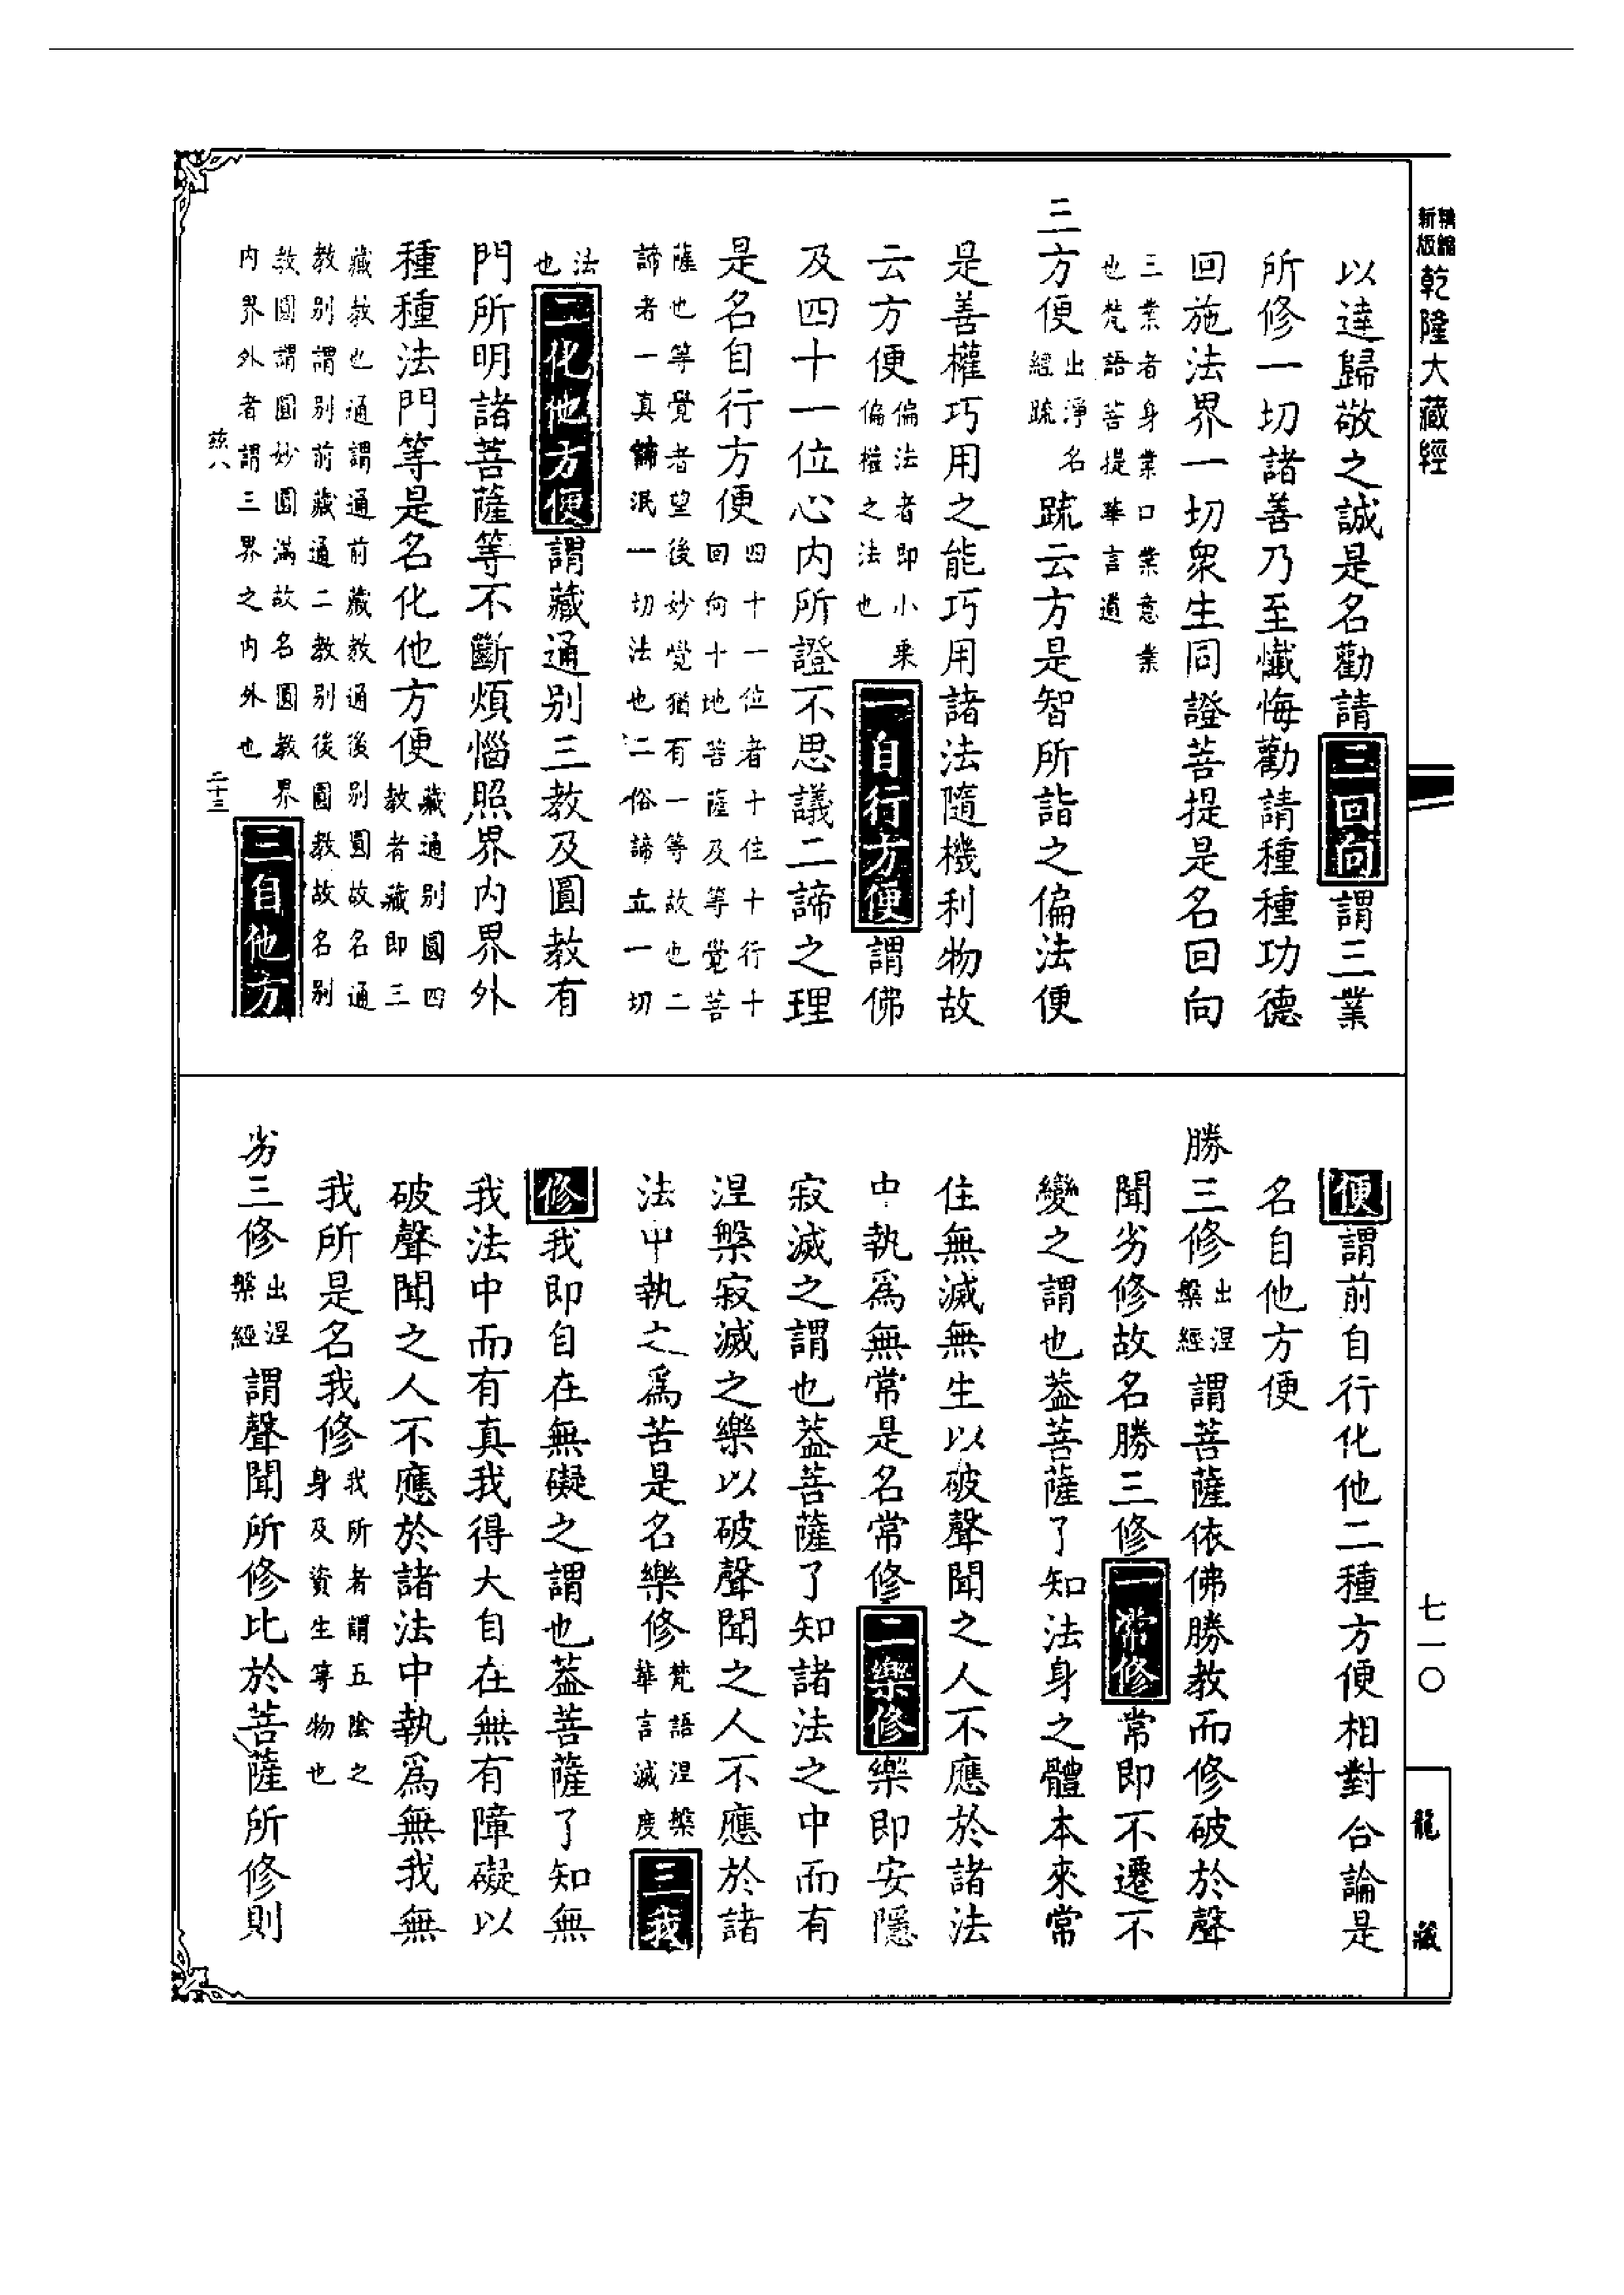 新版
精縮
乾隆大藏經
七一〇
龍藏
以達歸敬之誠是名勸請三回向謂三業
所修一切諸善乃至懺悔勸請種種功德
回施法界一切眾生同證菩提是名回向
三業者身業口業意業
也梵語菩提華言道
三方便
出淨名
經疏
疏云方是智所詣之偏法便
是善權巧用之能巧用諸法隨機利物故
云方便
偏法者即小乘
偏權之法也
一自行方便謂佛
及四十一位心內所證不思議二諦之理
是名自行方便
四十一位者十住十行十
回向十地菩薩及等覺菩
薩也等覺者望後妙覺猶有一等故也二
諦者一真諦泯一切法也二俗諦立一切
法
也
二化他方便謂藏通別三教及圓教有
門所明諸菩薩等不斷煩惱照界內界外
種種法門等是名化他方便
藏通別圓四
教者藏即三
藏教也通謂通前藏教通後別圓故名通
教別謂別前藏通二教別後圓教故名別
教圓謂圓妙圓滿故名圓教界
內界外者謂三界之內外也
三自他方
慈八
二十三
便謂前自行化他二種方便相對合論是
名自他方便
勝三修
出涅
槃經
謂菩薩依佛勝教而修破於聲
聞劣修故名勝三修一常修常即不遷不
變之謂也葢菩薩了知法身之體本來常
住無滅無生以破聲聞之人不應於諸法
中執爲無常是名常修二樂修樂即安隱
寂滅之謂也葢菩薩了知諸法之中而有
涅槃寂滅之樂以破聲聞之人不應於諸
法中執之爲苦是名樂修
梵語涅槃
華言滅度
三我
修我即自在無礙之謂也葢菩薩了知無
我法中而有真我得大自在無有障礙以
破聲聞之人不應於諸法中執爲無我無
我所是名我修
我所者謂五陰之
身及資生等物也
劣三修
出涅
槃經
謂聲聞所修比於菩薩所修則